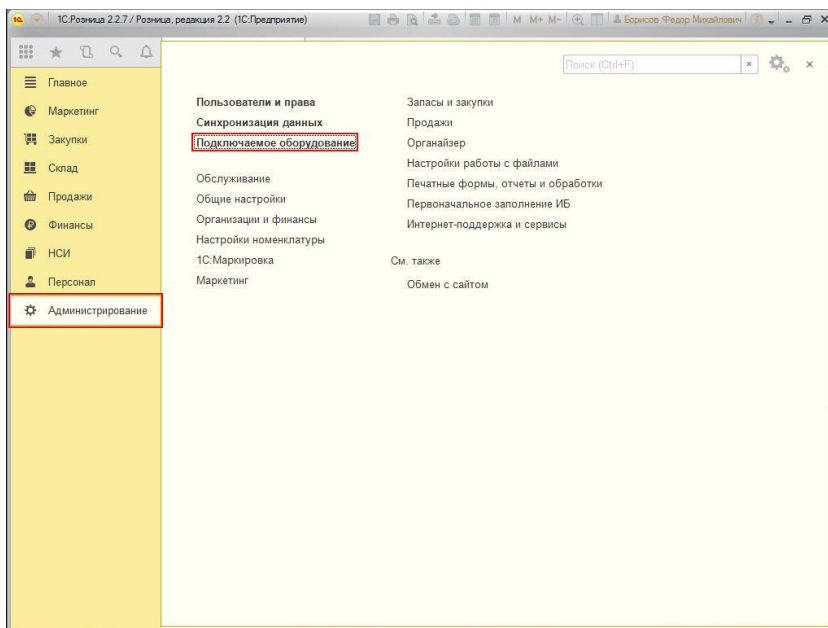 1С:Розница 2.2.7 / Розница, редакция 2.2 (1С:Предприятие)
M M+ M-
Борисов Федор Михайлович
Поиск (Ctrl+F)
Главное
Маркетинг
Закупки
Склад
Продажи
Финансы
НСИ
Персонал
Администрирование
Пользователи и права
Синхронизация данных
Подключаемое оборудование
Обслуживание
Общие настройки
Организации и финансы
Настройки номенклатуры
1С:Маркировка
Маркетинг
Запасы и закупки
Продажи
Органайзер
Настройки работы с файлами
Печатные формы, отчеты и обработки
Первоначальное заполнение ИБ
Интернет-поддержка и сервисы
См. также
Обмен с сайтом